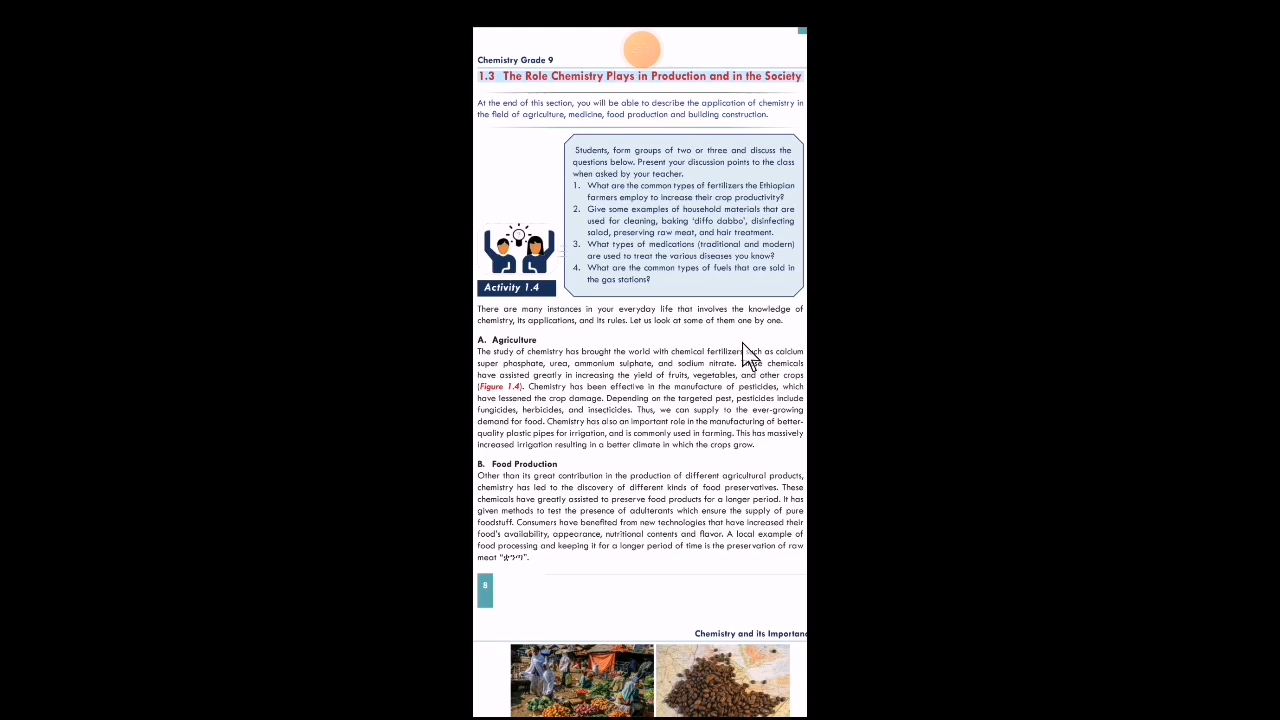 Chemistry Grade 9
1.3 The Role Chemistry Plays in Production and in the Society
At the end of this section, you will be able to describe the application of chemistry in
the field of agriculture, medicine, food production and building construction.
Students, form groups of two or three and discuss the
questions below. Present your discussion points to the class
when asked by your teacher.
1. What are the common types of fertilizers the Ethiopian
farmers employ to increase their crop productivity?
2. Give some examples of household materials that are
used for cleaning, baking ‘diffo dabbo’, disinfecting
salad, preserving raw meat, and hair treatment.
3. What types of medications (traditional and modern)
are used to treat the various diseases you know?
4. What are the common types of fuels that are sold in
the gas stations?
Activity 1.4
There are many instances in your everyday life that involves the knowledge of
chemistry, its applications, and its rules. Let us look at some of them one by one.
A. Agriculture
The study of chemistry has brought the world with chemical fertilizers such as calcium
super phosphate, urea, ammonium sulphate, and sodium nitrate. chemicals
have assisted greatly in increasing the yield of fruits, vegetables, and other crops
(Figure 1.4). Chemistry has been effective in the manufacture of pesticides, which
have lessened the crop damage. Depending on the targeted pest, pesticides include
fungicides, herbicides, and insecticides. Thus, we can supply to the ever-growing
demand for food. Chemistry has also an important role in the manufacturing of better-
quality plastic pipes for irrigation, and is commonly used in farming. This has massively
increased irrigation resulting in a better climate in which the crops grow.
B. Food Production
Other than its great contribution in the production of different agricultural products,
chemistry has led to the discovery of different kinds of food preservatives. These
chemicals have greatly assisted to preserve food products for a longer period. It has
given methods to test the presence of adulterants which ensure the supply of pure
foodstuff. Consumers have benefited from new technologies that have increased their
food's availability, appearance, nutritional contents and flavor. A local example of
food processing and keeping it for a longer period of time is the preservation of raw
meat “ቋንጣ”.
8
Chemistry and its Importanc